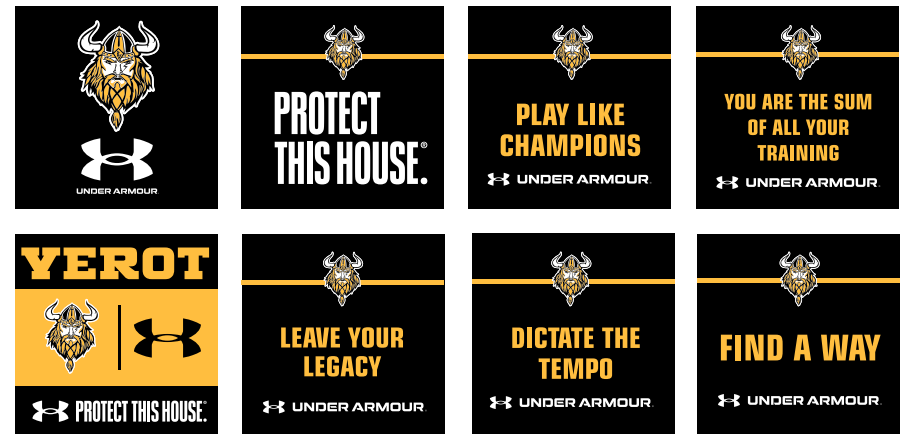 UNDER ARMOUR
PROTECT
THIS HOUSE.®
PLAY LIKE
CHAMPIONS
UNDER ARMOUR
YOU ARE THE SUM
OF ALL YOUR
TRAINING
UNDER ARMOUR
YEROT
PROTECT THIS HOUSE.®
LEAVE YOUR
LEGACY
UNDER ARMOUR
DICTATE THE
TEMPO
UNDER ARMOUR
FIND A WAY
UNDER ARMOUR